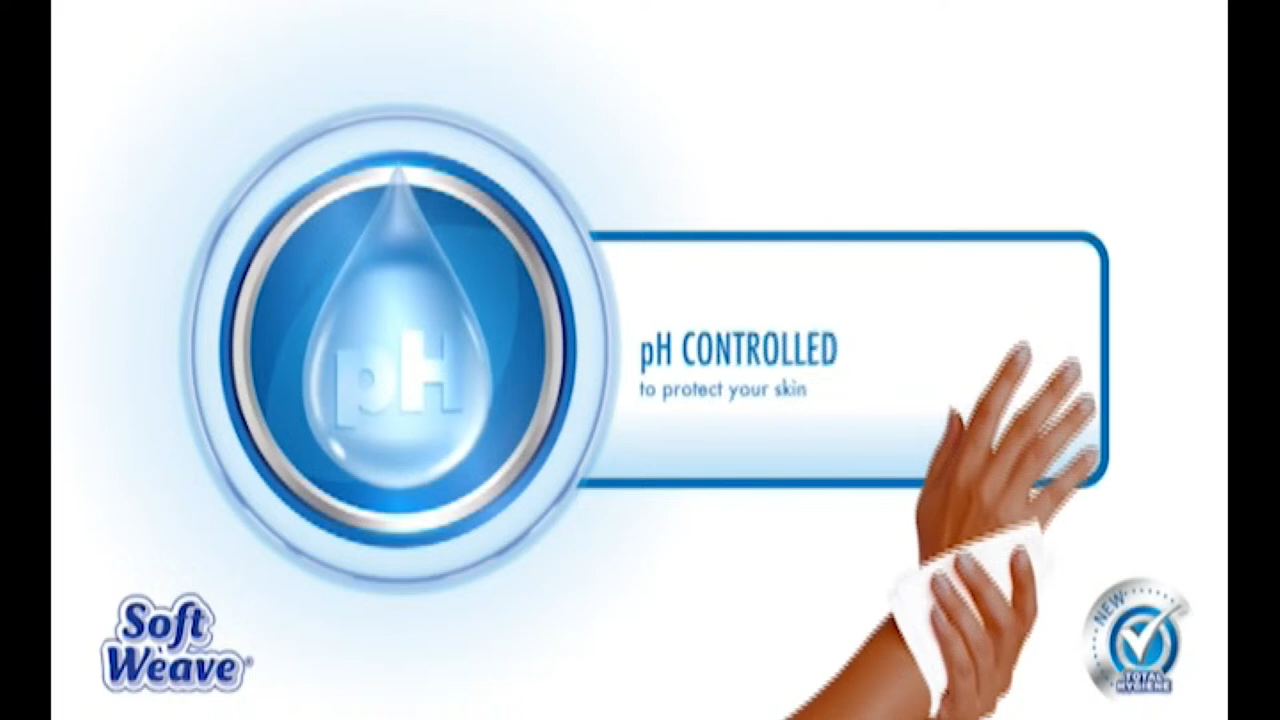 pH
pH CONTROLLED
to protect your skin
Soft
Weave®
NEW
TOTAL
HYGIENE